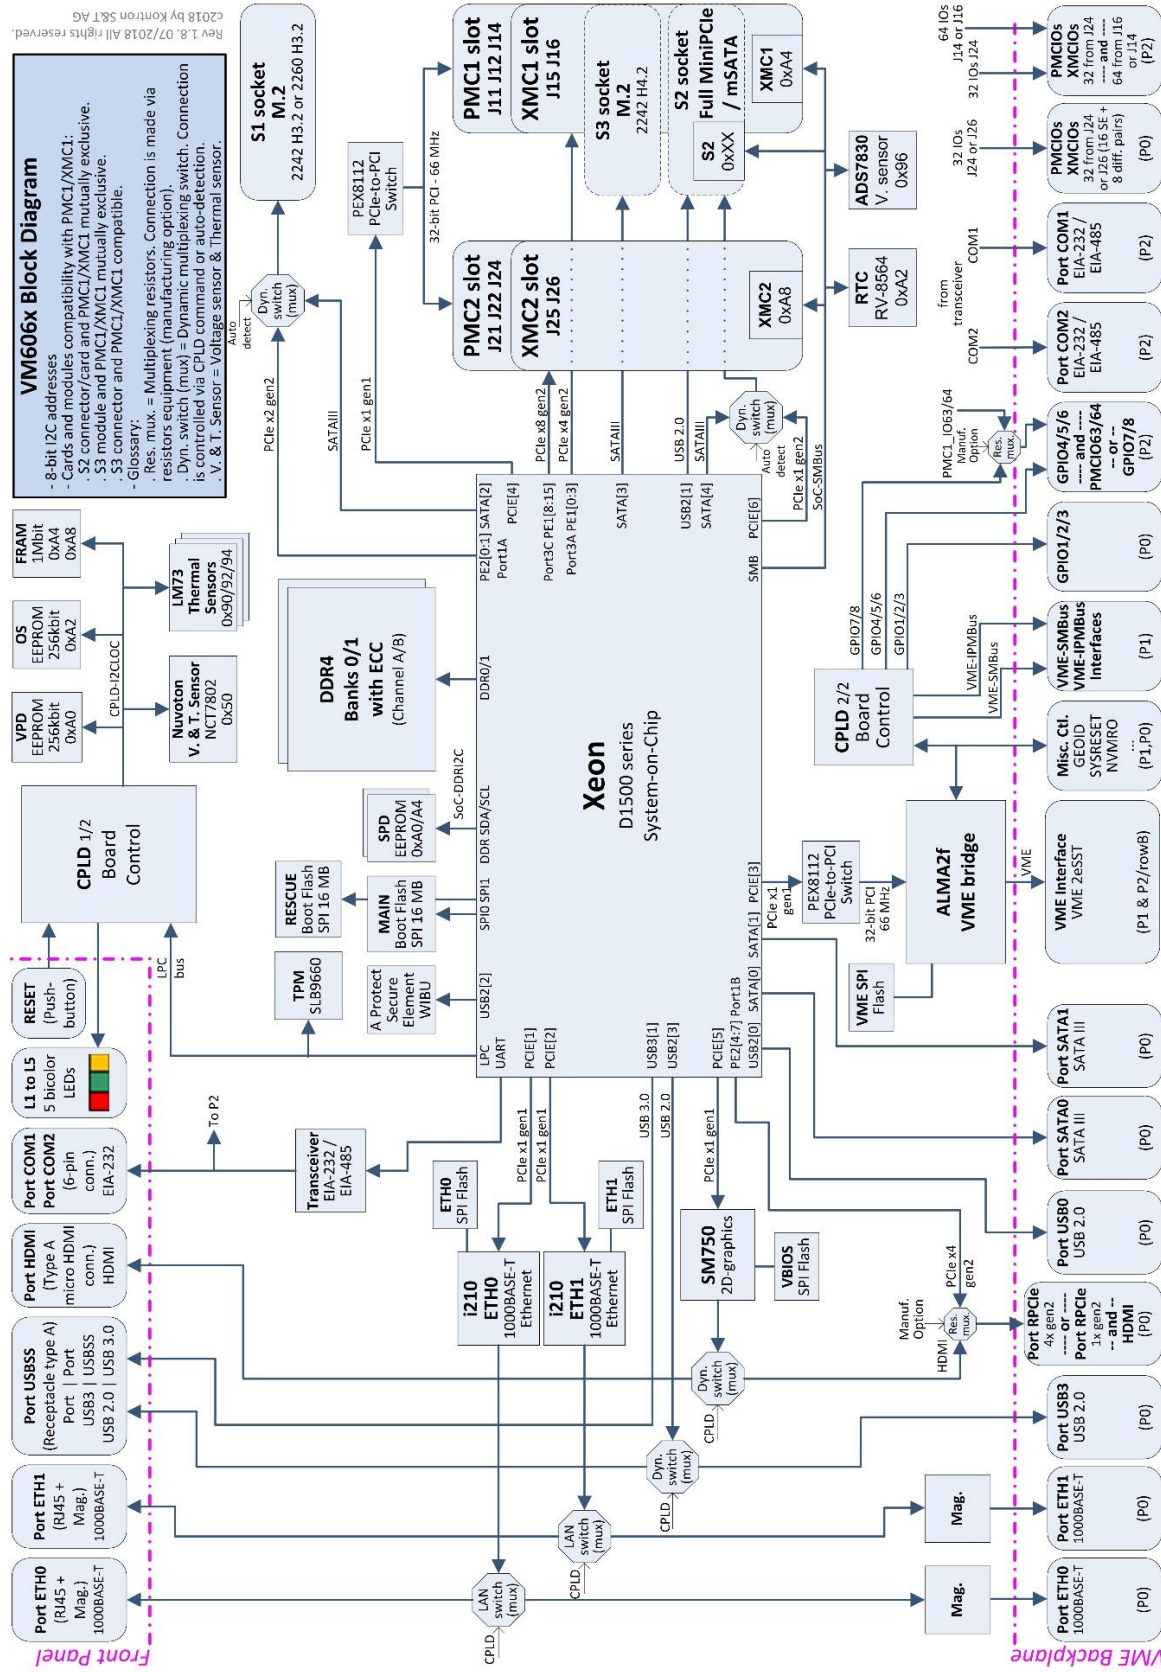 VM606x Block Diagram
- 8-bit I2C addresses
- Cards and modules compatibility with PMC1/XMC1:
. S2 connector/card and PMC1/XMC1 mutually exclusive.
. S3 module and PMC1/XMC1 mutually exclusive.
. S3 connector and PMC1/XMC1 compatible.
- Glossary:
. Res. mux. = Multiplexing resistors. Connection is made via
resistors equipment (manufacturing option).
. Dyn. switch (mux) = Dynamic multiplexing switch. Connection
is controlled via CPLD command or auto-detection.
. V. & T. Sensor = Voltage sensor & Thermal sensor.
Rev 1.8. 07/2018 All rights reserved.
c2018 by Kontron S&T AG
Front Panel
Port ETH0
(RJ45 +
Mag.)
1000BASE-T
Port ETH1
(RJ45 +
Mag.)
1000BASE-T
Port USBSS
(Receptacle type A)
Port | Port
USB3 | USBSS
USB 2.0 | USB 3.0
Port HDMI
(Type A
micro HDMI
conn.)
HDMI
Port COM1
Port COM2
(6-pin
conn.)
EIA-232
L1 to L5
5 bicolor
LEDs
RESET
(Push-
button)
To P2
LPC
bus
CPLD 1/2
Board
Control
CPLD-I2CLOC
VPD
EEPROM
256kbit
0xA0
OS
EEPROM
256kbit
0xA2
FRAM
1Mbit
0xA4
0xA8
Nuvoton
V. & T. Sensor
NCT7802
0x50
LM73
Thermal
Sensors
0x90/92/94
Transceiver
EIA-232 /
EIA-485
TPM
SLB9660
RESCUE
Boot Flash
SPI 16 MB
MAIN
Boot Flash
SPI 16 MB
A Protect
Secure
Element
WIBU
SPD
EEPROM
0xA0/A4
SoC-DDRI2C
DDR4
Banks 0/1
with ECC
(Channel A/B)
Auto
detect
Dyn.
switch
(mux)
PCIe x2 gen2
SATAIII
S1 socket
M.2
2242 H3.2 or 2260 H3.2
PCIe x1 gen1
PEX8112
PCIe-to-PCI
Switch
32-bit PCI - 66 MHz
PMC1 slot
J11 J12 J14
XMC1 slot
J15 J16
S3 socket
M.2
2242 H4.2
S2 socket
Full MiniPCIe
/ mSATA
S2
0xXX
XMC1
0xA4
PMC2 slot
J21 J22 J24
XMC2 slot
J25 J26
XMC2
0xA8
PCIe x8 gen2
PCIe x4 gen2
SATAIII
USB 2.0
SATAIII
Dyn.
switch
(mux)
Auto
detect
PCIe x1 gen2
SoC-SMBus
RTC
RV-8564
0xA2
ADS7830
V. sensor
0x96
Xeon
D1500 series
System-on-Chip
LPC
UART
USB2[2]
SPI0 SPI1
DDR SDA/SCL
DDR0/1
PE2[0:1] SATA[2]
Port1A
PCIE[4]
Port3C PE1[8:15]
Port3A PE1[0:3]
SATA[3]
USB2[1]
SATA[4]
PCIE[6]
SMB
PCIE[1]
PCIE[2]
USB3[1]
USB2[3]
PCIE[5]
PE2[4:7] Port1B
USB2[0]
SATA[0]
SATA[1]
PCIE[3]
PCIe x1 gen1
PCIe x1 gen1
USB 3.0
USB 2.0
PCIe x1 gen1
PCIe x1
gen1
ETH0
SPI Flash
i210
ETH0
1000BASE-T
Ethernet
ETH1
SPI Flash
i210
ETH1
1000BASE-T
Ethernet
SM750
2D-graphics
VBIOS
SPI Flash
LAN
switch
(mux)
CPLD
LAN
switch
(mux)
CPLD
Dyn.
switch
(mux)
CPLD
Dyn.
switch
(mux)
CPLD
Mag.
Mag.
Manuf.
Option
HDMI
Res.
mux.
PCIe x4
gen2
PEX8112
PCIe-to-PCI
Switch
32-bit PCI
66 MHz
VME SPI
Flash
ALMA2f
VME bridge
VME
CPLD 2/2
Board
Control
GPIO7/8
GPIO4/5/6
GPIO1/2/3
VME-IPMBus
VME-SMBus
PMC1_IO63/64
Manuf.
Option
Res.
mux.
COM2
from
transceiver
COM1
32 IOs
J24 or J26
32 IOs J24
64 IOs
J14 or J16
VME Backplane
Port ETH0
1000BASE-T
(P0)
Port ETH1
1000BASE-T
(P0)
Port USB3
USB 2.0
(P0)
Port RPCIe
4x gen2
---- or ----
Port RPCIe
1x gen2
-- and --
HDMI
(P0)
Port USB0
USB 2.0
(P0)
Port SATA0
SATA III
(P0)
Port SATA1
SATA III
(P0)
VME Interface
VME 2eSST
(P1 & P2/rowB)
Misc. Ctl.
GEOID
SYSRESET
NVMRO
...
(P1,P0)
VME-SMBus
VME-IPMBus
Interfaces
(P1)
GPIO1/2/3
(P0)
GPIO4/5/6
---- and ----
PMCIO63/64
-- or --
GPIO7/8
(P2)
Port COM2
EIA-232 /
EIA-485
(P2)
Port COM1
EIA-232 /
EIA-485
(P2)
PMCIOs
XMCIOs
32 from J24
or J26 (16 SE +
8 diff. pairs)
(P0)
PMCIOs
XMCIOs
32 from J24
---- and ----
64 from J16
or J14
(P2)